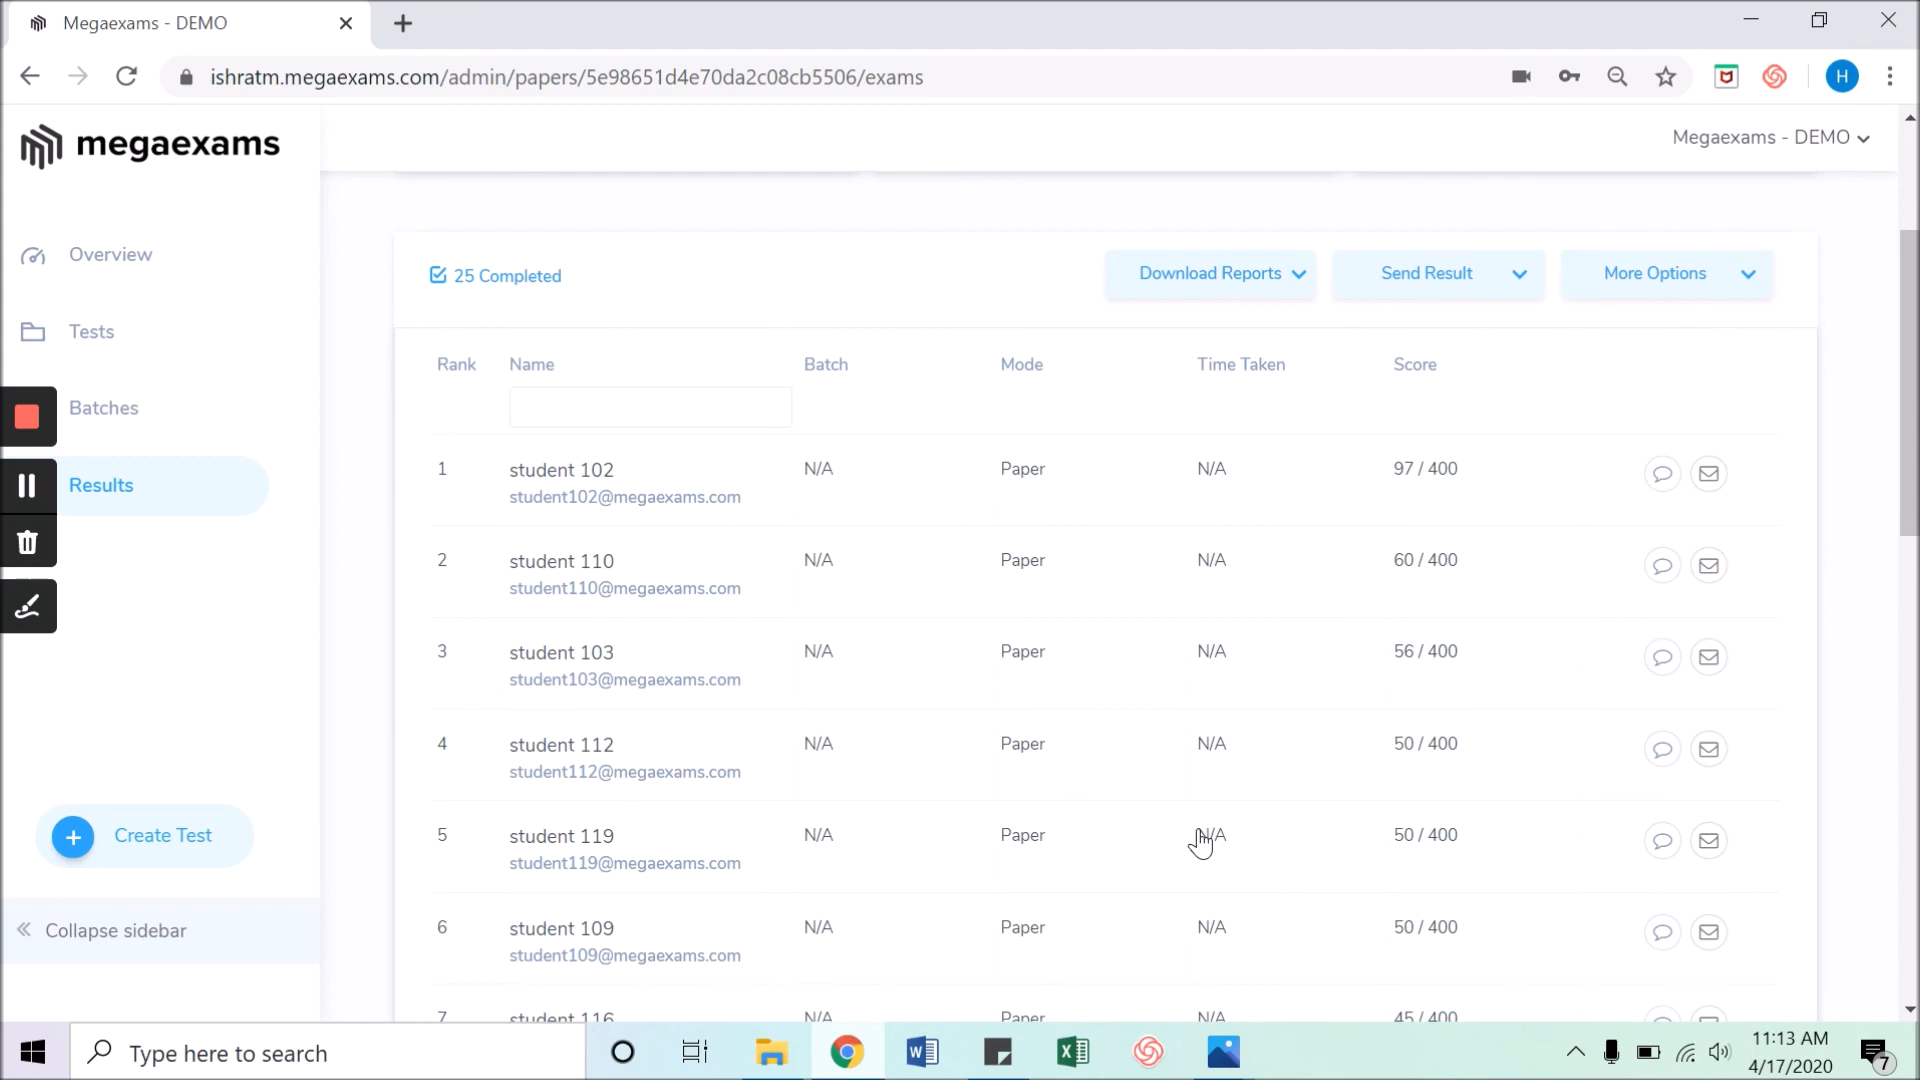 Megaexams - DEMO
ishratm.megaexams.com/admin/papers/5e98651d4e70da2c08cb5506/exams
H
megaexams
Megaexams - DEMO
Overview
Tests
Batches
Results
Create Test
Collapse sidebar
25 Completed
Download Reports
Send Result
More Options
Rank Name Batch Mode Time Taken Score
1 student 102 N/A Paper N/A 97 / 400
student102@megaexams.com
2 student 110 N/A Paper N/A 60 / 400
student110@megaexams.com
3 student 103 N/A Paper N/A 56 / 400
student103@megaexams.com
4 student 112 N/A Paper N/A 50 / 400
student112@megaexams.com
5 student 119 N/A Paper N/A 50 / 400
student119@megaexams.com
6 student 109 N/A Paper N/A 50 / 400
student109@megaexams.com
7 student 116 N/A Paper N/A 45 / 400
Type here to search
11:13 AM
4/17/2020
7